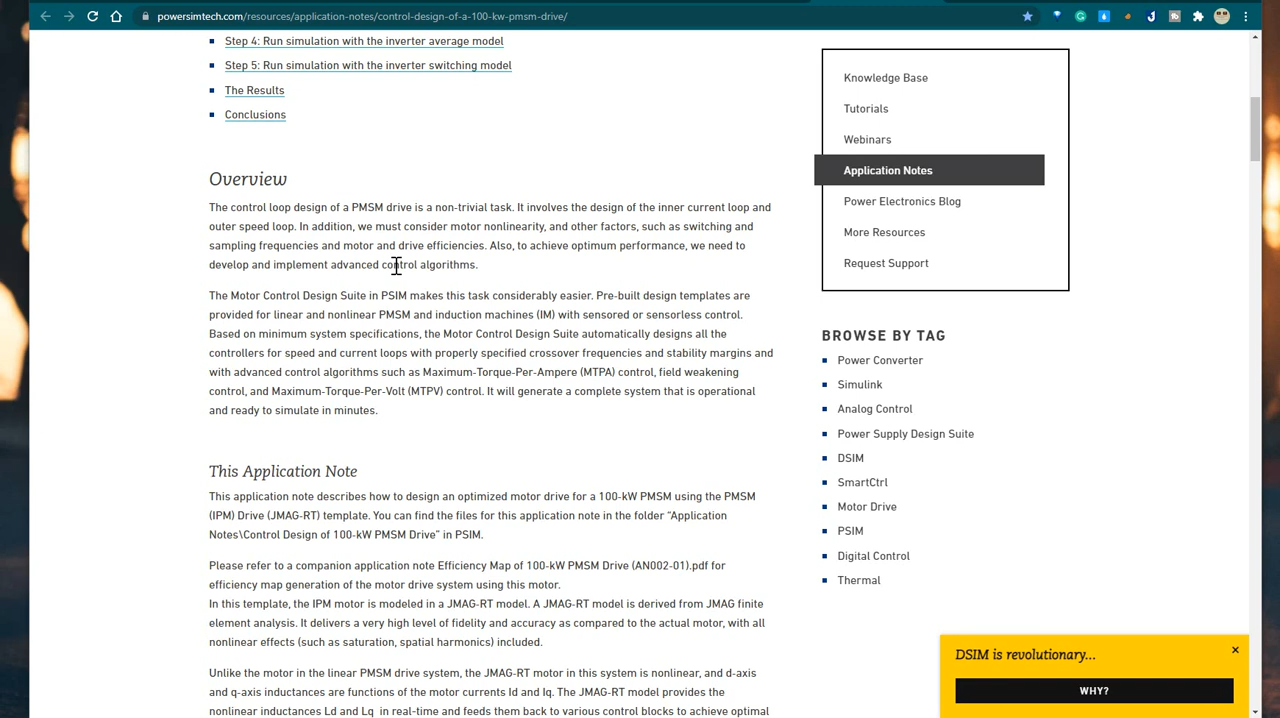 powersimtech.com/resources/application-notes/control-design-of-a-100-kw-pmsm-drive/
Step 4: Run simulation with the inverter average model
Step 5: Run simulation with the inverter switching model
The Results
Conclusions
Overview
The control loop design of a PMSM drive is a non-trivial task. It involves the design of the inner current loop and
outer speed loop. In addition, we must consider motor nonlinearity, and other factors, such as switching and
sampling frequencies and motor and drive efficiencies. Also, to achieve optimum performance, we need to
develop and implement advanced control algorithms.
The Motor Control Design Suite in PSIM makes this task considerably easier. Pre-built design templates are
provided for linear and nonlinear PMSM and induction machines (IM) with sensored or sensorless control.
Based on minimum system specifications, the Motor Control Design Suite automatically designs all the
controllers for speed and current loops with properly specified crossover frequencies and stability margins and
with advanced control algorithms such as Maximum-Torque-Per-Ampere (MTPA) control, field weakening
control, and Maximum-Torque-Per-Volt (MTPV) control. It will generate a complete system that is operational
and ready to simulate in minutes.
This Application Note
This application note describes how to design an optimized motor drive for a 100-kW PMSM using the PMSM
(IPM) Drive (JMAG-RT) template. You can find the files for this application note in the folder “Application
Notes\Control Design of 100-kW PMSM Drive” in PSIM.
Please refer to a companion application note Efficiency Map of 100-kW PMSM Drive (AN002-01).pdf for
efficiency map generation of the motor drive system using this motor.
In this template, the IPM motor is modeled in a JMAG-RT model. A JMAG-RT model is derived from JMAG finite
element analysis. It delivers a very high level of fidelity and accuracy as compared to the actual motor, with all
nonlinear effects (such as saturation, spatial harmonics) included.
Unlike the motor in the linear PMSM drive system, the JMAG-RT motor in this system is nonlinear, and d-axis
and q-axis inductances are functions of the motor currents Id and Iq. The JMAG-RT model provides the
nonlinear inductances Ld and Lq in real-time and feeds them back to various control blocks to achieve optimal
Knowledge Base
Tutorials
Webinars
Application Notes
Power Electronics Blog
More Resources
Request Support
BROWSE BY TAG
Power Converter
Simulink
Analog Control
Power Supply Design Suite
DSIM
SmartCtrl
Motor Drive
PSIM
Digital Control
Thermal
DSIM is revolutionary...
WHY?